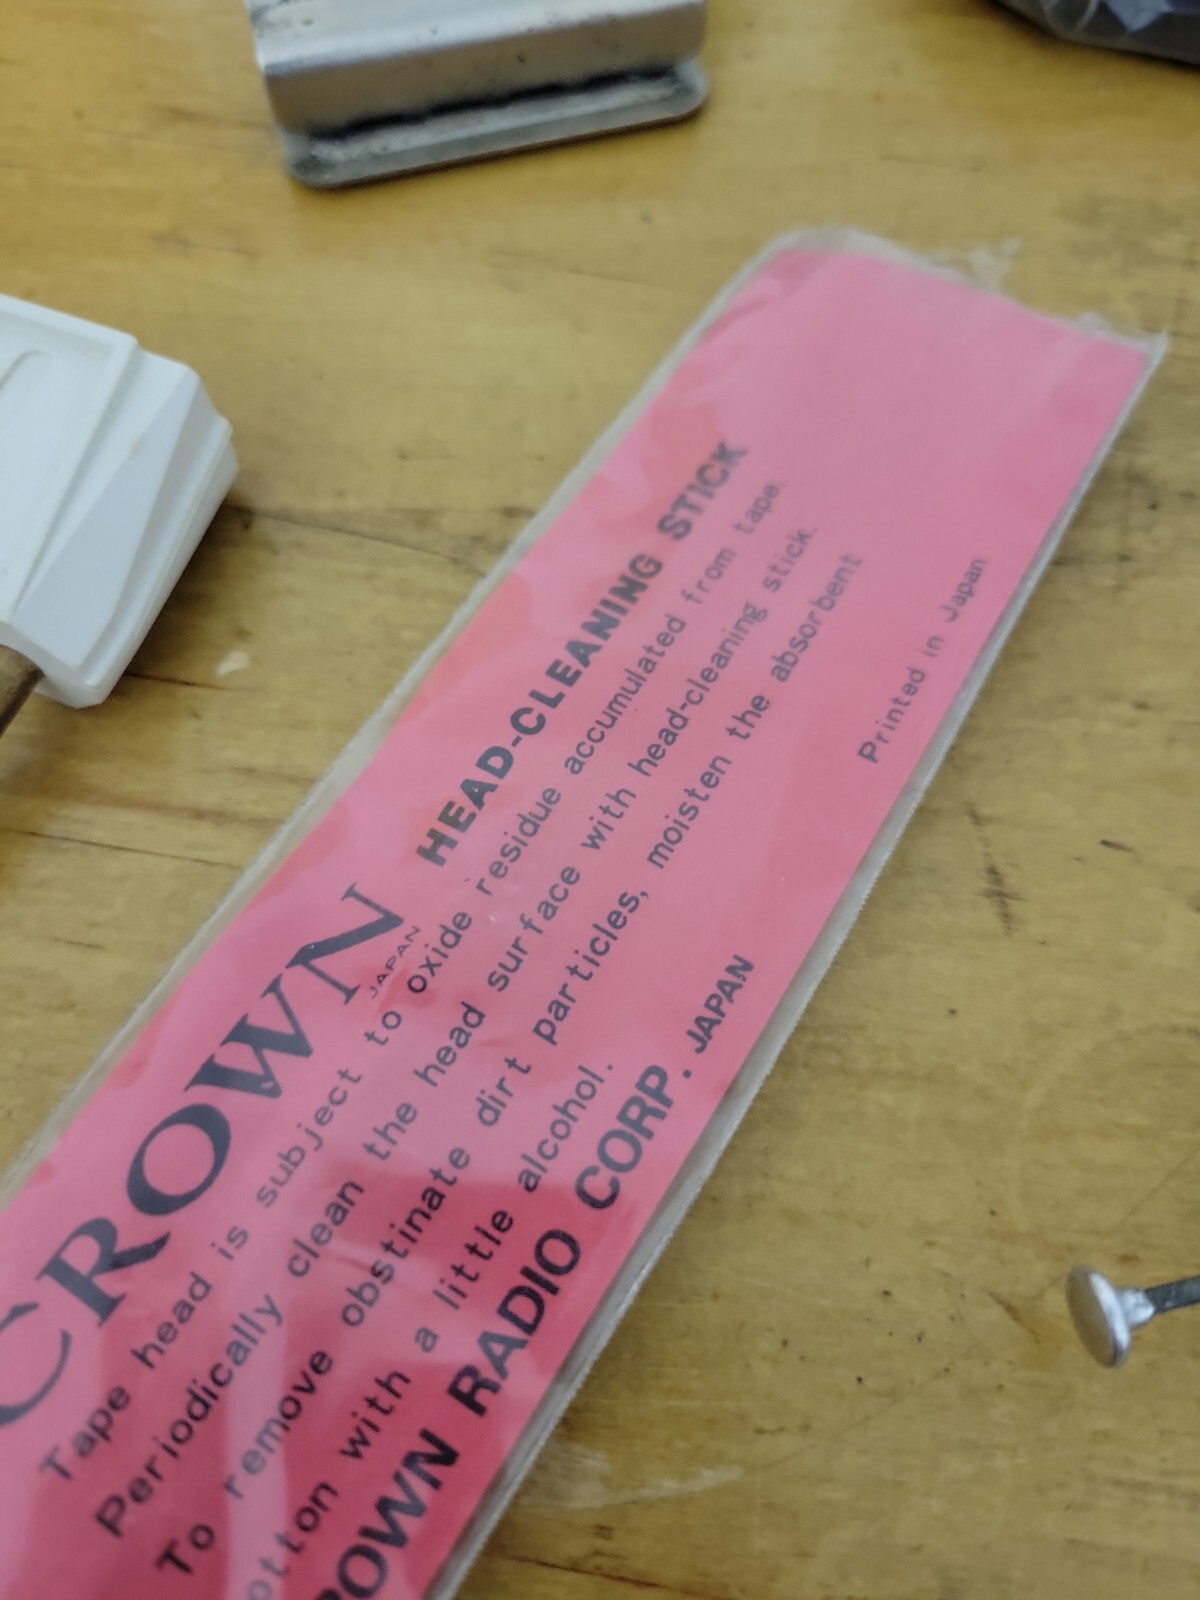 CROWN
JAPAN
HEAD-CLEANING STICK
Tape head is subject to oxide residue accumulated from tape.
Periodically clean the head surface with head-cleaning stick.
To remove obstinate dirt particles, moisten the absorbent
otton with a little alcohol.
ROWN RADIO CORP. JAPAN
Printed in Japan